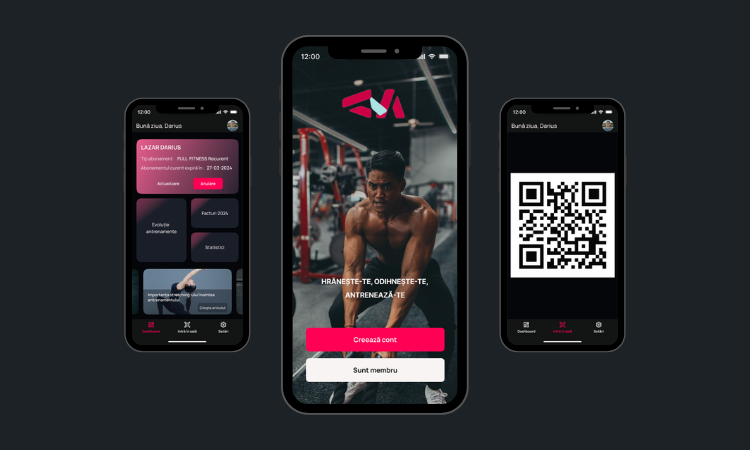 12:00
Bună ziua, Darius
LAZAR DARIUS
Tip abonament FULL FITNESS Recurent
Abonamentul curent expiră în 27-03-2024
Actualizare
Anulare
Evoluție
antrenamente
Facturi 2024
Statistici
Importanța stretching-ului înaintea
antrenamentului
Citește articolul
Dashboard
Intră în sală
Setări
12:00
HRĂNEȘTE-TE, ODIHNEȘTE-TE,
ANTRENEAZĂ-TE
Creează cont
Sunt membru
12:00
Bună ziua, Darius
Dashboard
Intră în sală
Setări